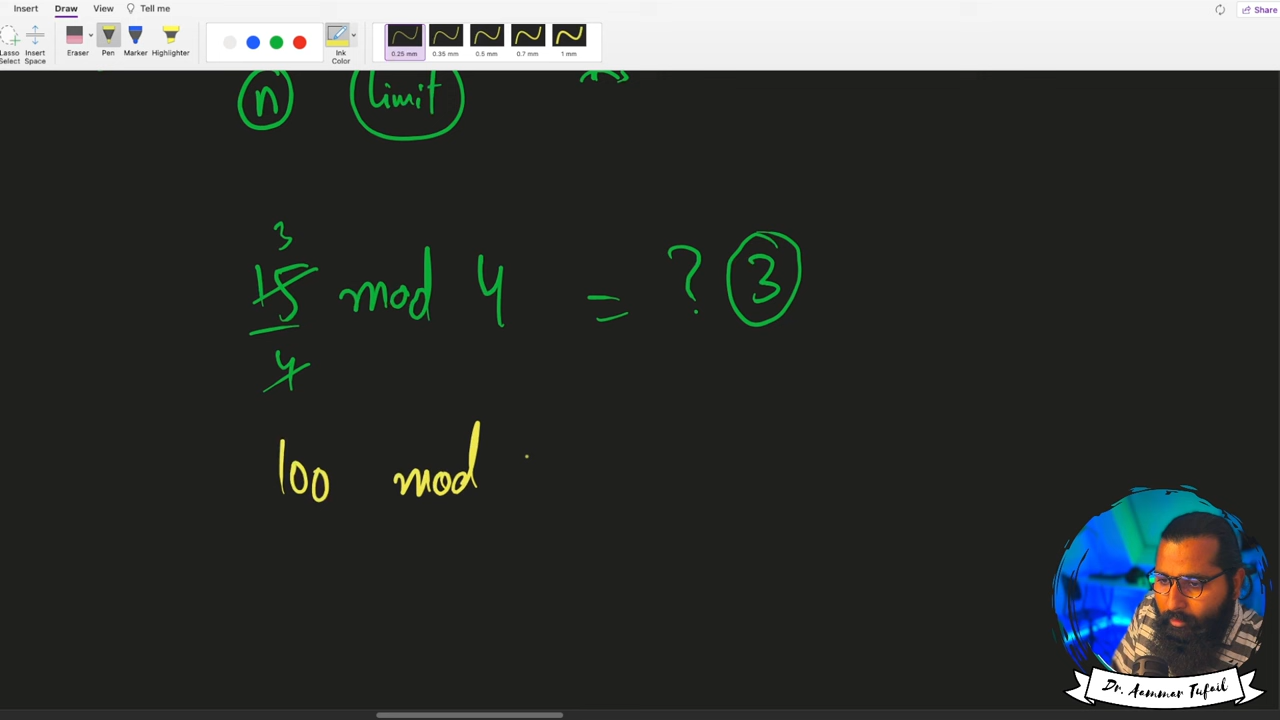 Insert Draw View Tell me
Share
Lasso Select
Insert Space
Eraser
Pen
Marker
Highlighter
Ink Color
0.25 mm
0.35 mm
0.5 mm
0.7 mm
1 mm
n limit
3
15 mod 4 = ? 3
4
100 mod
Dr. Aammar Tufail